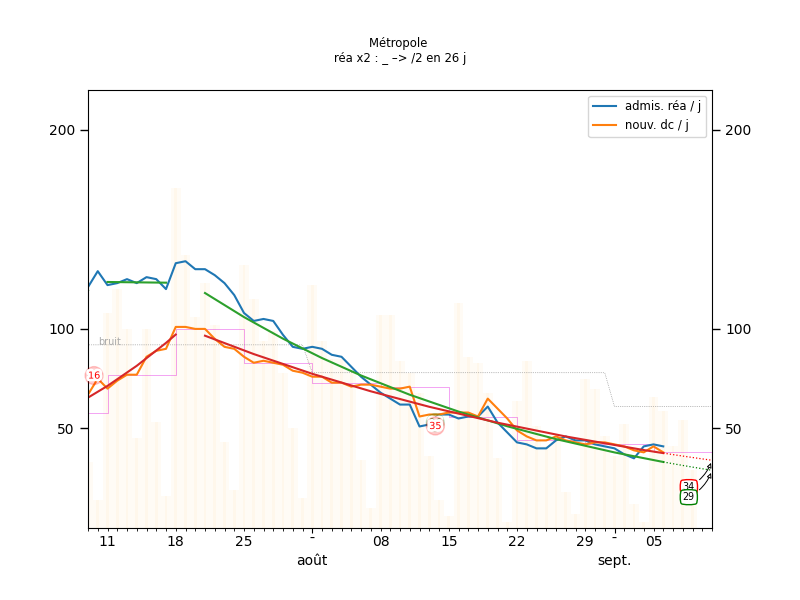 Métropole
réa x2 : _ –> /2 en 26 j
admis. réa / j
nouv. dc / j
200
200
100
100
bruit
16
50
50
35
34
29
11
18
25
-
08
15
22
29
-
05
août
sept.